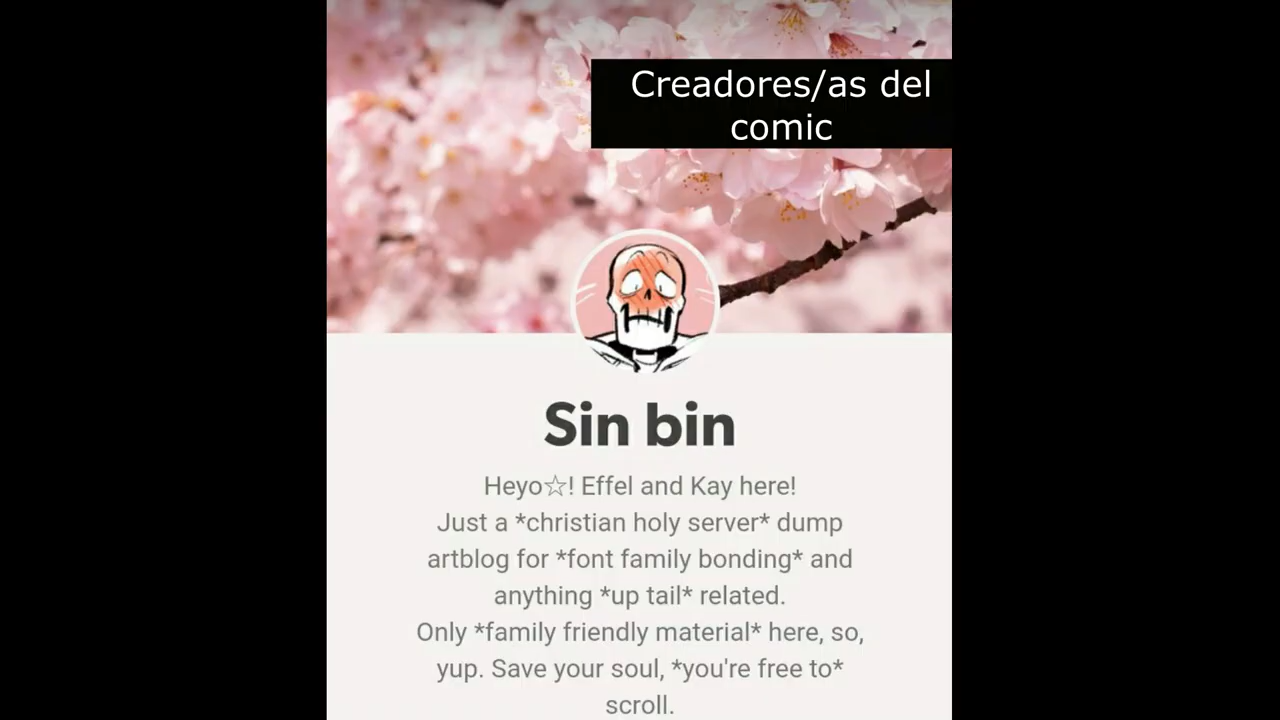 Creadores/as del
comic
Sin bin
Heyo☆! Effel and Kay here!
Just a *christian holy server* dump
artblog for *font family bonding* and
anything *up tail* related.
Only *family friendly material* here, so,
yup. Save your soul, *you're free to*
scroll.